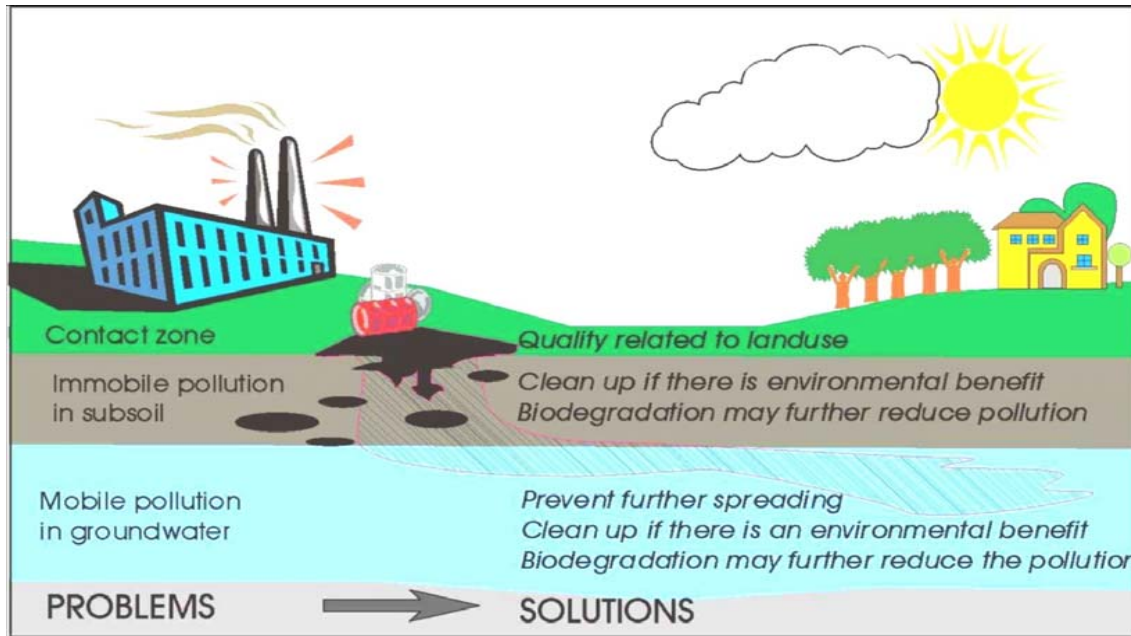 Contact zone
Quality related to landuse
Immobile pollution
in subsoil
Clean up if there is environmental benefit
Biodegradation may further reduce pollution
Mobile pollution
in groundwater
Prevent further spreading
Clean up if there is an environmental benefit
Biodegradation may further reduce the pollution
PROBLEMS
SOLUTIONS